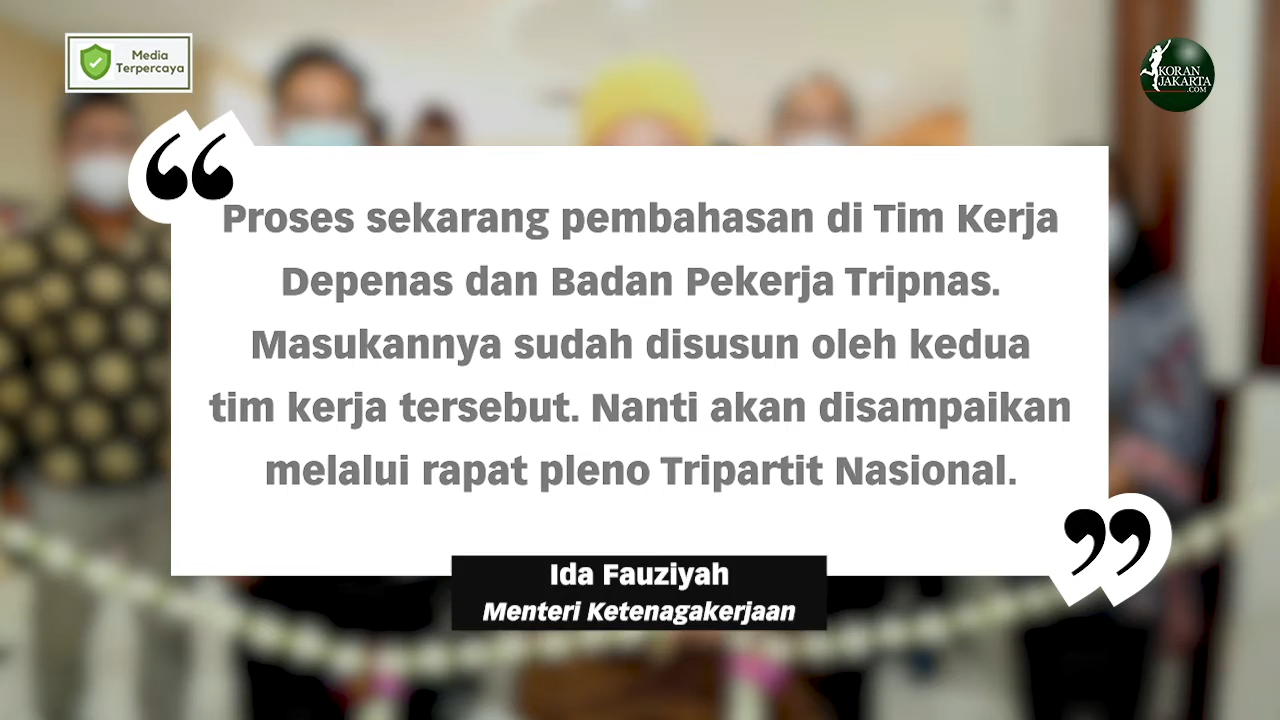 Media
Terpercaya
KORAN
JAKARTA
.COM
“
Proses sekarang pembahasan di Tim Kerja
Depenas dan Badan Pekerja Tripnas.
Masukannya sudah disusun oleh kedua
tim kerja tersebut. Nanti akan disampaikan
melalui rapat pleno Tripartit Nasional.
”
Ida Fauziyah
Menteri Ketenagakerjaan